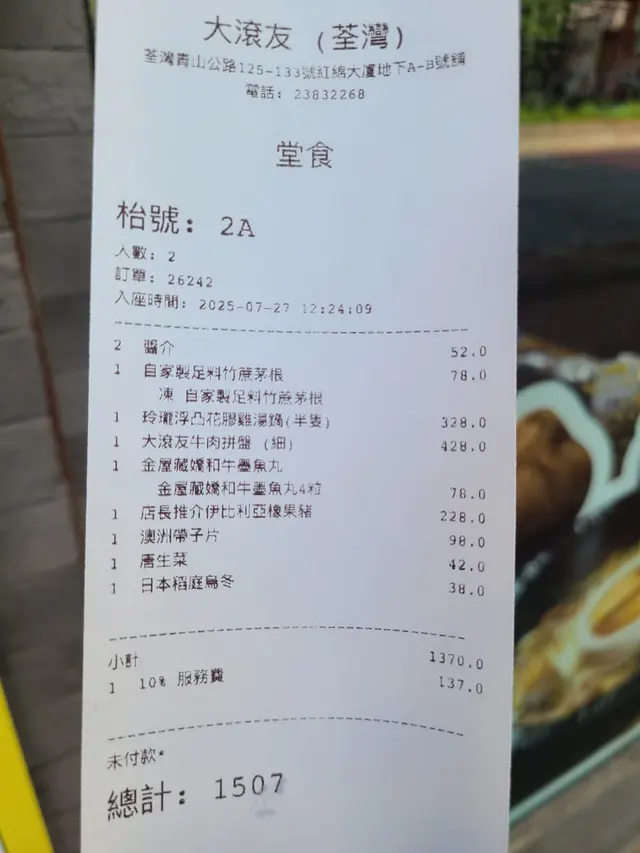 大滾友 (荃灣)
荃灣青山公路125-133號紅綿大廈地下A-B號舖
電話: 23832268
堂食
枱號: 2A
人數: 2
訂單: 26242
入座時間: 2025-07-27 12:24:09
2 醬介 52.0
1 自家製足料竹蔗茅根 78.0
凍 自家製足料竹蔗茅根
1 玲瓏浮凸花膠雞湯鍋(半隻) 328.0
1 大滾友牛肉拼盤 (細) 428.0
1 金屋藏嬌和牛墨魚丸
金屋藏嬌和牛墨魚丸4粒 78.0
1 店長推介伊比利亞橡果豬 228.0
1 澳洲帶子片 98.0
1 唐生菜 42.0
1 日本稻庭烏冬 38.0
小計 1370.0
1 10% 服務費 137.0
未付款*
總計: 1507